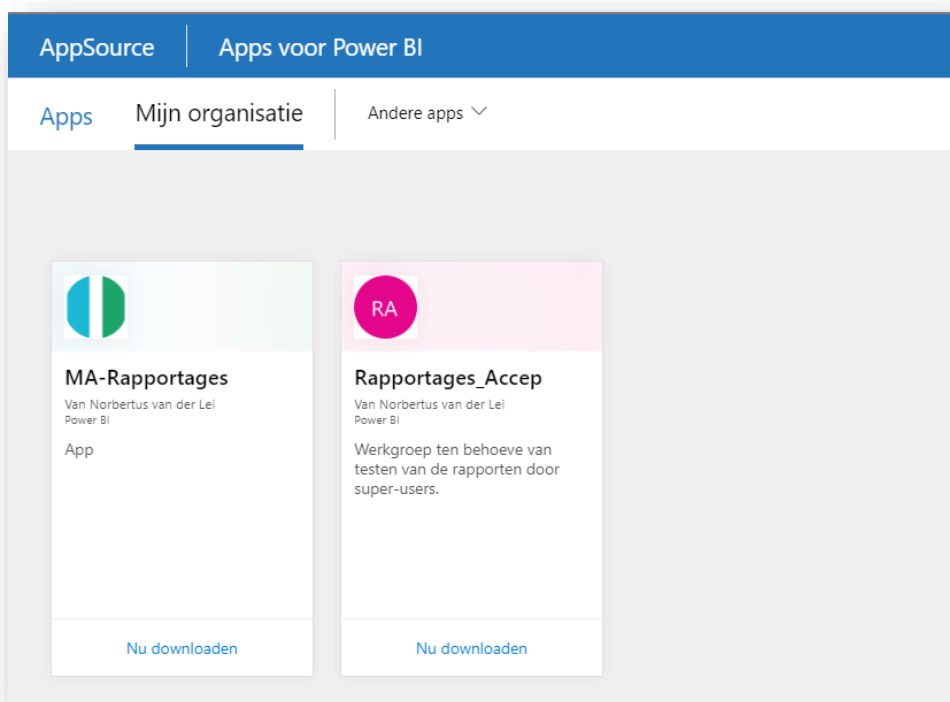 AppSource
Apps voor Power BI
Apps
Mijn organisatie
Andere apps
MA-Rapportages
Van Norbertus van der Lei
Power BI
App
Nu downloaden
RA
Rapportages_Accep
Van Norbertus van der Lei
Power BI
Werkgroep ten behoeve van
testen van de rapporten door
super-users.
Nu downloaden